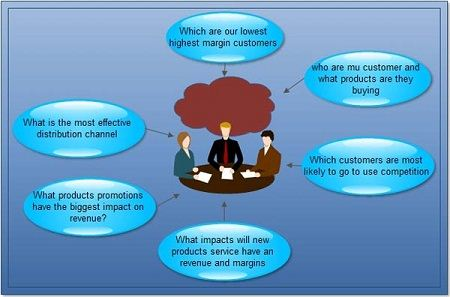 Which are our lowest
highest margin customers
who are mu customer and
what products are they
buying
What is the most effective
distribution channel
Which customers are most
likely to go to use competition
What products promotions
have the biggest impact on
revenue?
What impacts will new
products service have an
revenue and margins